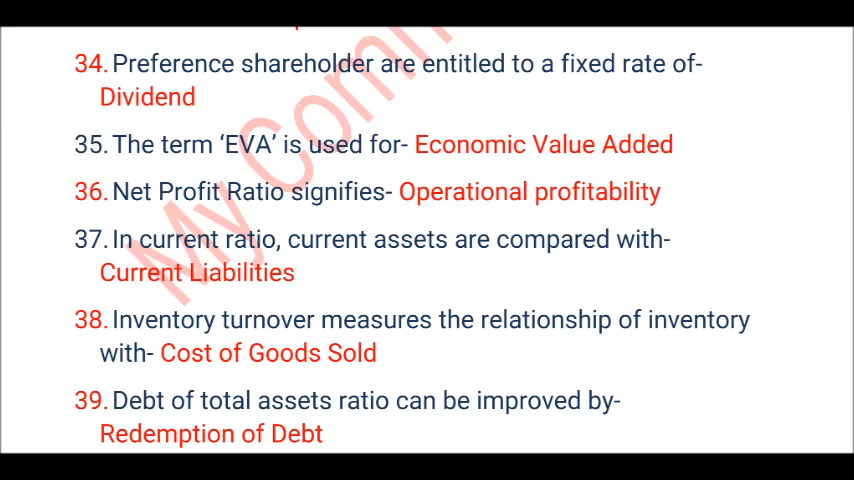 34. Preference shareholder are entitled to a fixed rate of-
Dividend
35. The term ‘EVA’ is used for- Economic Value Added
36. Net Profit Ratio signifies- Operational profitability
37. In current ratio, current assets are compared with-
Current Liabilities
38. Inventory turnover measures the relationship of inventory
with- Cost of Goods Sold
39. Debt of total assets ratio can be improved by-
Redemption of Debt
My